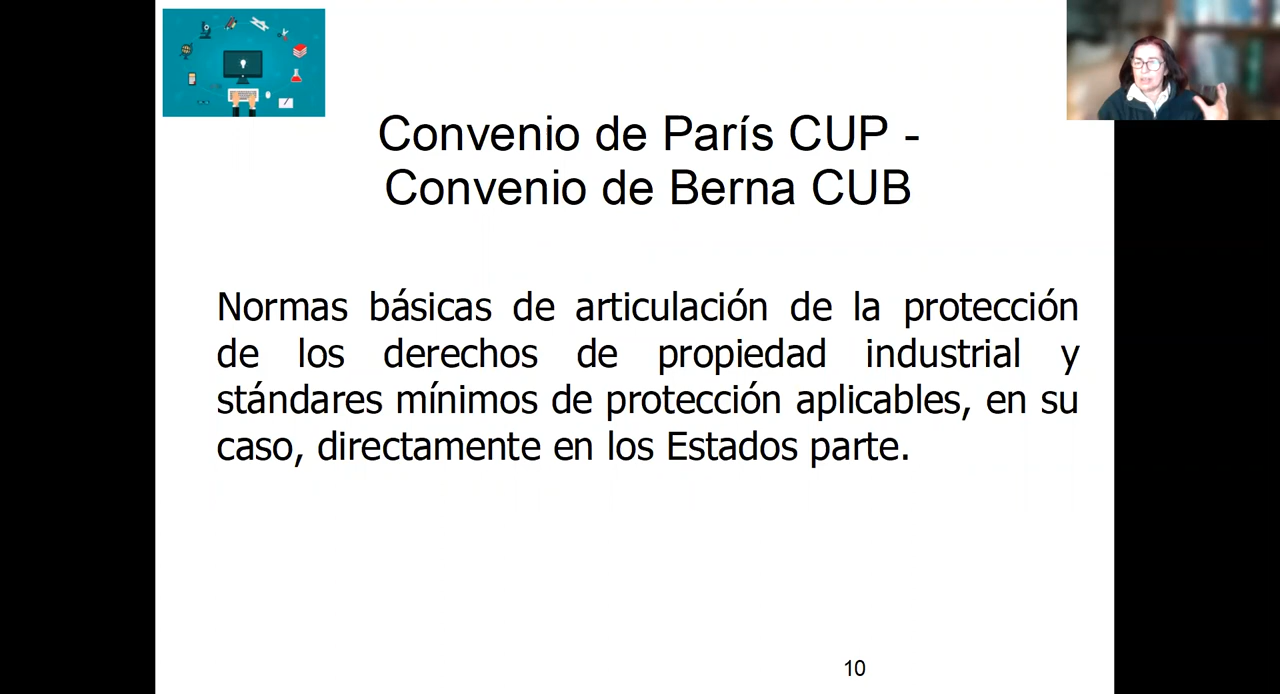 Convenio de París CUP -
Convenio de Berna CUB
Normas básicas de articulación de la protección
de los derechos de propiedad industrial y
stándares mínimos de protección aplicables, en su
caso, directamente en los Estados parte.
10